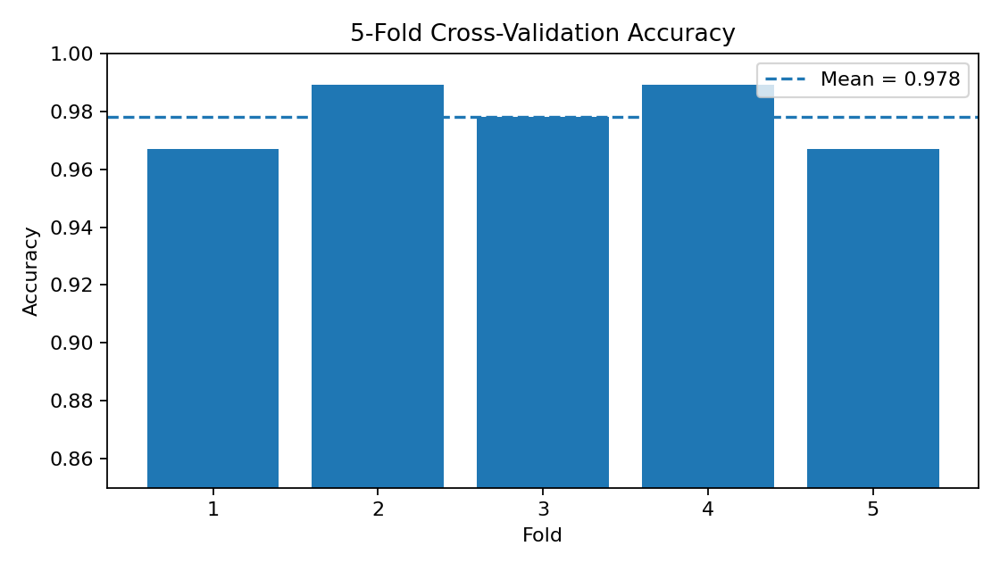 5-Fold Cross-Validation Accuracy
Mean = 0.978
Accuracy
1.00
0.98
0.96
0.94
0.92
0.90
0.88
0.86
1 2 3 4 5
Fold